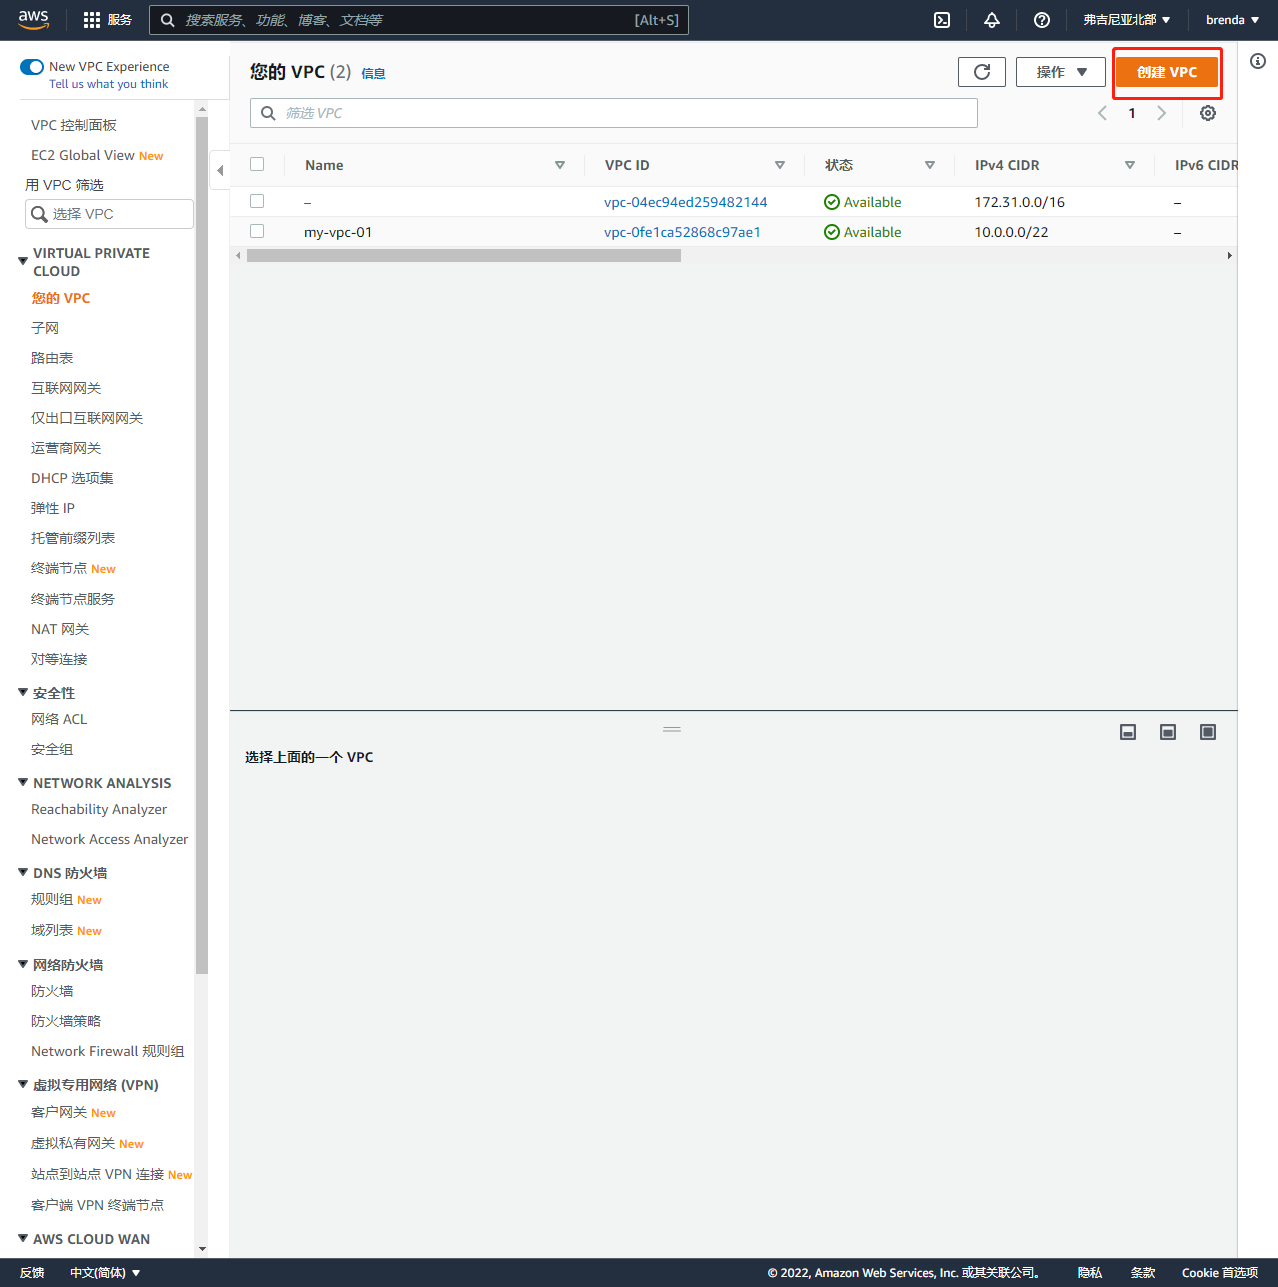 aws 服务 搜索服务、功能、博客、文档等 [Alt+S] 弗吉尼亚北部 brenda
New VPC Experience
Tell us what you think
VPC 控制面板
EC2 Global View New
用 VPC 筛选
选择 VPC
VIRTUAL PRIVATE
CLOUD
您的 VPC
子网
路由表
互联网网关
仅出口互联网网关
运营商网关
DHCP 选项集
弹性 IP
托管前缀列表
终端节点 New
终端节点服务
NAT 网关
对等连接
安全性
网络 ACL
安全组
NETWORK ANALYSIS
Reachability Analyzer
Network Access Analyzer
DNS 防火墙
规则组 New
域列表 New
网络防火墙
防火墙
防火墙策略
Network Firewall 规则组
虚拟专用网络 (VPN)
客户网关 New
虚拟私有网关 New
站点到站点 VPN 连接 New
客户端 VPN 终端节点
AWS CLOUD WAN
您的 VPC (2) 信息 操作 创建 VPC
筛选 VPC 1
Name VPC ID 状态 IPv4 CIDR IPv6 CIDR
– vpc-04ec94ed259482144 Available 172.31.0.0/16 –
my-vpc-01 vpc-0fe1ca52868c97ae1 Available 10.0.0.0/22 –
选择上面的一个 VPC
反馈 中文(简体) © 2022, Amazon Web Services, Inc. 或其关联公司。 隐私 条款 Cookie 首选项